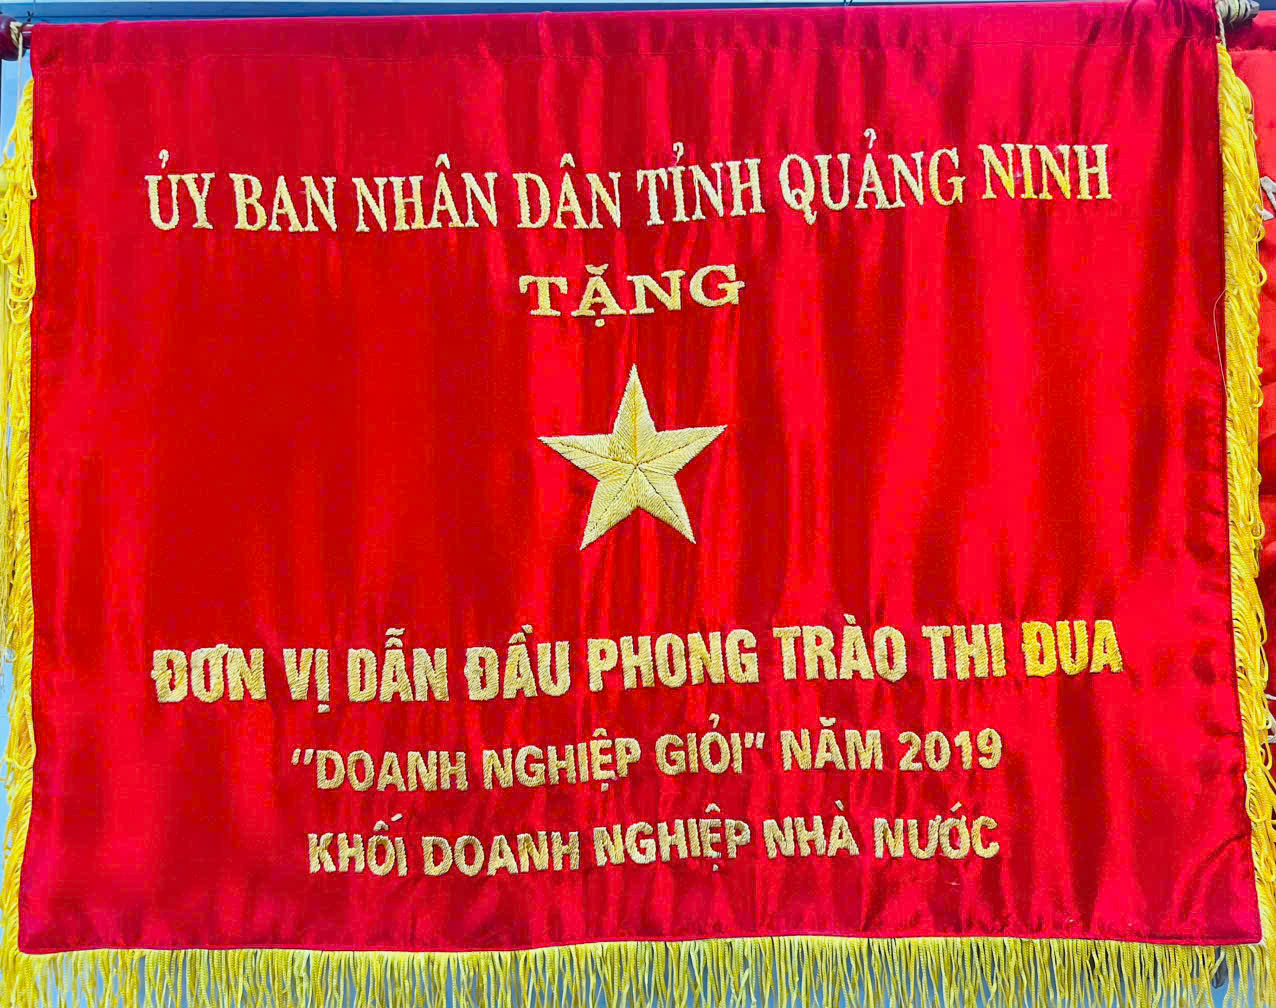 ỦY BAN NHÂN DÂN TỈNH QUẢNG NINH
TẶNG
ĐƠN VỊ DẪN ĐẦU PHONG TRÀO THI ĐUA
"DOANH NGHIỆP GIỎI" NĂM 2019
KHỐI DOANH NGHIỆP NHÀ NƯỚC